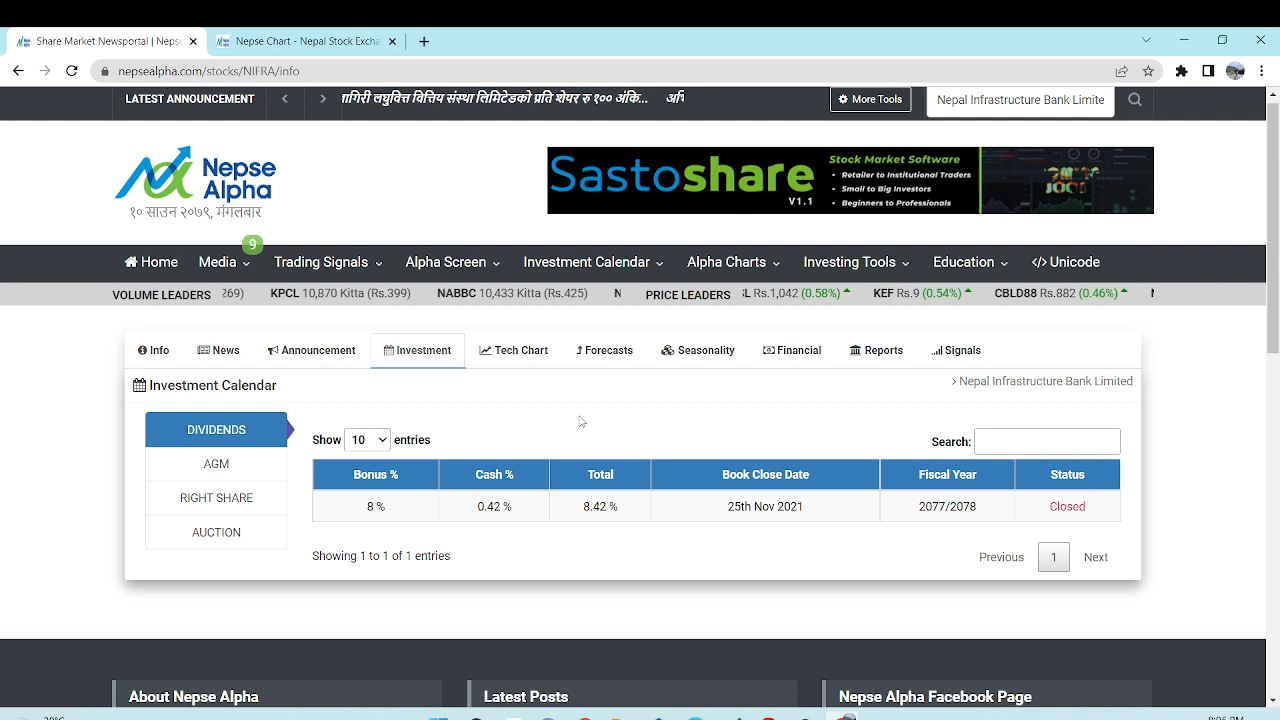 Share Market Newsportal | Neps
Nepse Chart - Nepal Stock Excha
nepsealpha.com/stocks/NIFRA/info
LATEST ANNOUNCEMENT
ागिरी लघुवित्त वित्तिय संस्था लिमिटेडको प्रति शेयर रु १०० अंकि...
More Tools
Nepal Infrastructure Bank Limite
Nepse Alpha
१० साउन २०७९, मंगलबार
Sastoshare
V1.1
Stock Market Software
• Retailer to Institutional Traders
• Small to Big Investors
• Beginners to Professionals
9
Home Media Trading Signals Alpha Screen Investment Calendar Alpha Charts Investing Tools Education </> Unicode
VOLUME LEADERS 269) KPCL 10,870 Kitta (Rs.399) NABBC 10,433 Kitta (Rs.425) N PRICE LEADERS Rs.1,042 (0.58%) KEF Rs.9 (0.54%) CBLD88 Rs.882 (0.46%)
Info News Announcement Investment Tech Chart Forecasts Seasonality Financial Reports Signals
Investment Calendar
> Nepal Infrastructure Bank Limited
DIVIDENDS
AGM
RIGHT SHARE
AUCTION
Show 10 entries
Search:
Bonus % Cash % Total Book Close Date Fiscal Year Status
8 % 0.42 % 8.42 % 25th Nov 2021 2077/2078 Closed
Showing 1 to 1 of 1 entries
Previous 1 Next
About Nepse Alpha
Latest Posts
Nepse Alpha Facebook Page